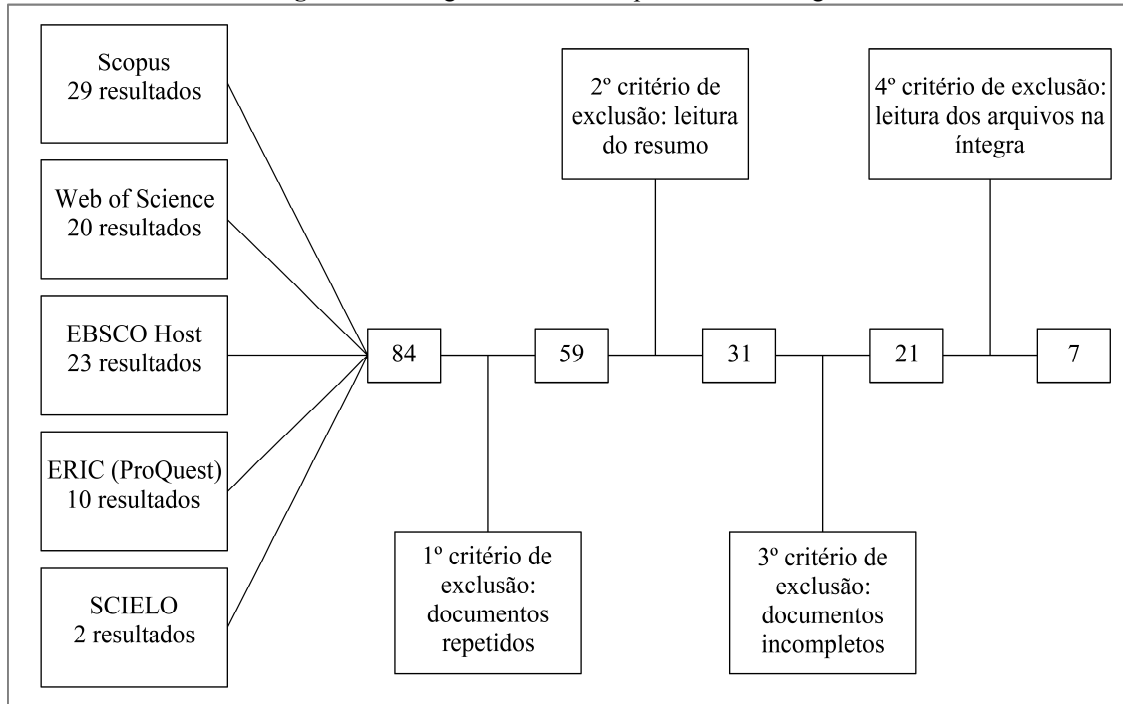 Scopus
29 resultados
Web of Science
20 resultados
EBSCO Host
23 resultados
ERIC (ProQuest)
10 resultados
SCIELO
2 resultados
84
1º critério de
exclusão:
documentos
repetidos
59
2º critério de
exclusão: leitura
do resumo
31
3º critério de
exclusão:
documentos
incompletos
21
4º critério de exclusão:
leitura dos arquivos na
íntegra
7